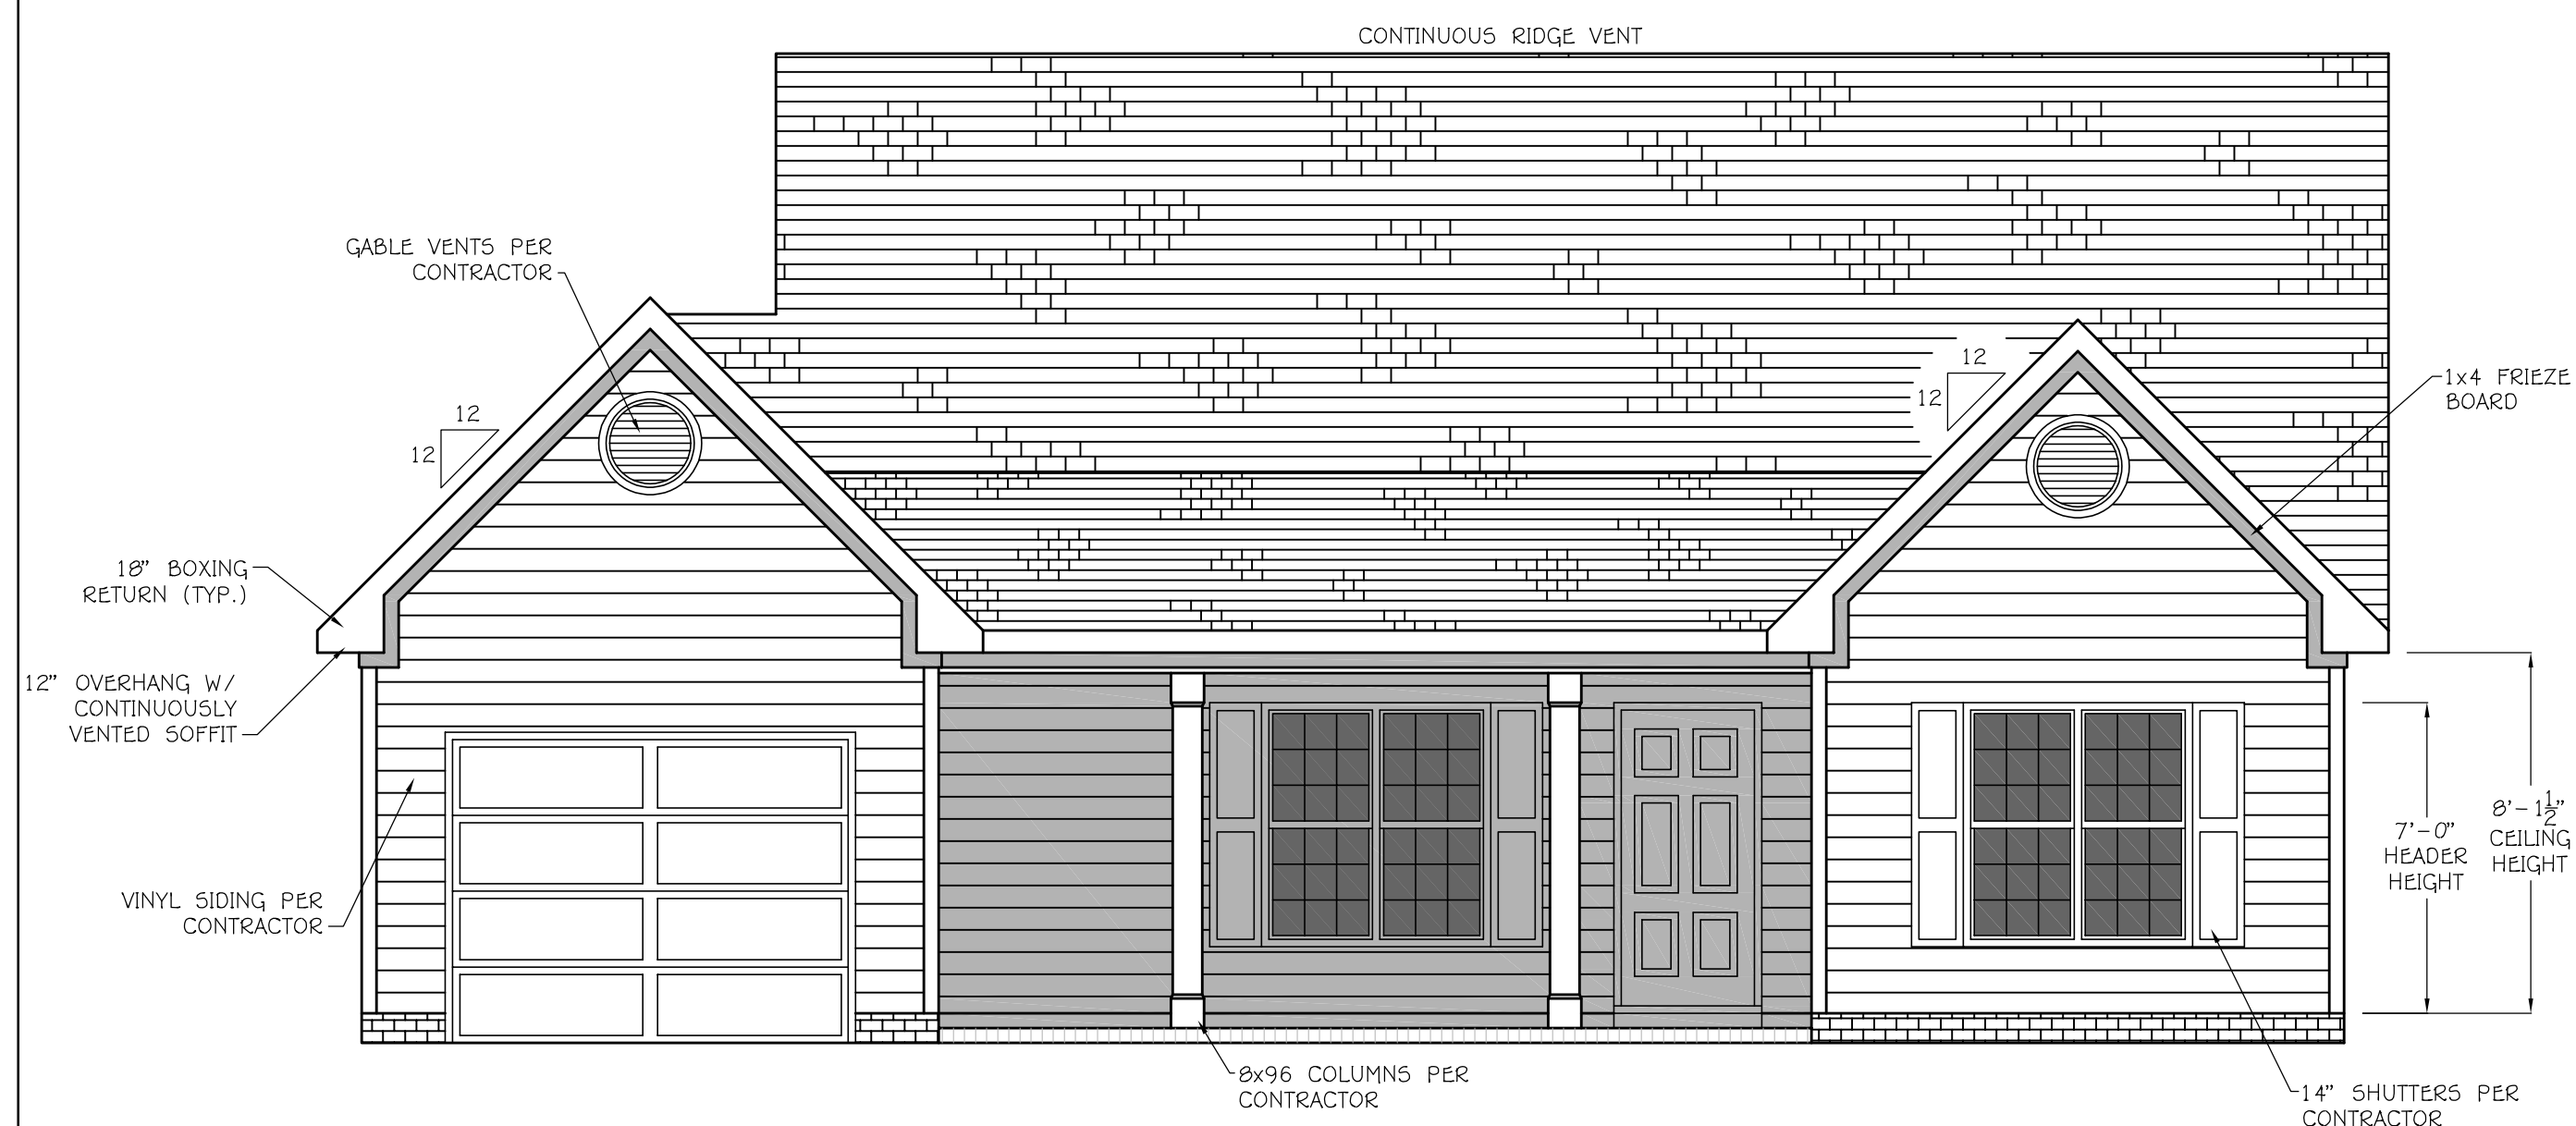 CONTINUOUS RIDGE VENT
GABLE VENTS PER
CONTRACTOR
12
12
12
12
1x4 FRIEZE
BOARD
18" BOXING
RETURN (TYP.)
12" OVERHANG W/
CONTINUOUSLY
VENTED SOFFIT
VINYL SIDING PER
CONTRACTOR
7'-0"
HEADER
HEIGHT
8'-1½"
CEILING
HEIGHT
8x96 COLUMNS PER
CONTRACTOR
14" SHUTTERS PER
CONTRACTOR